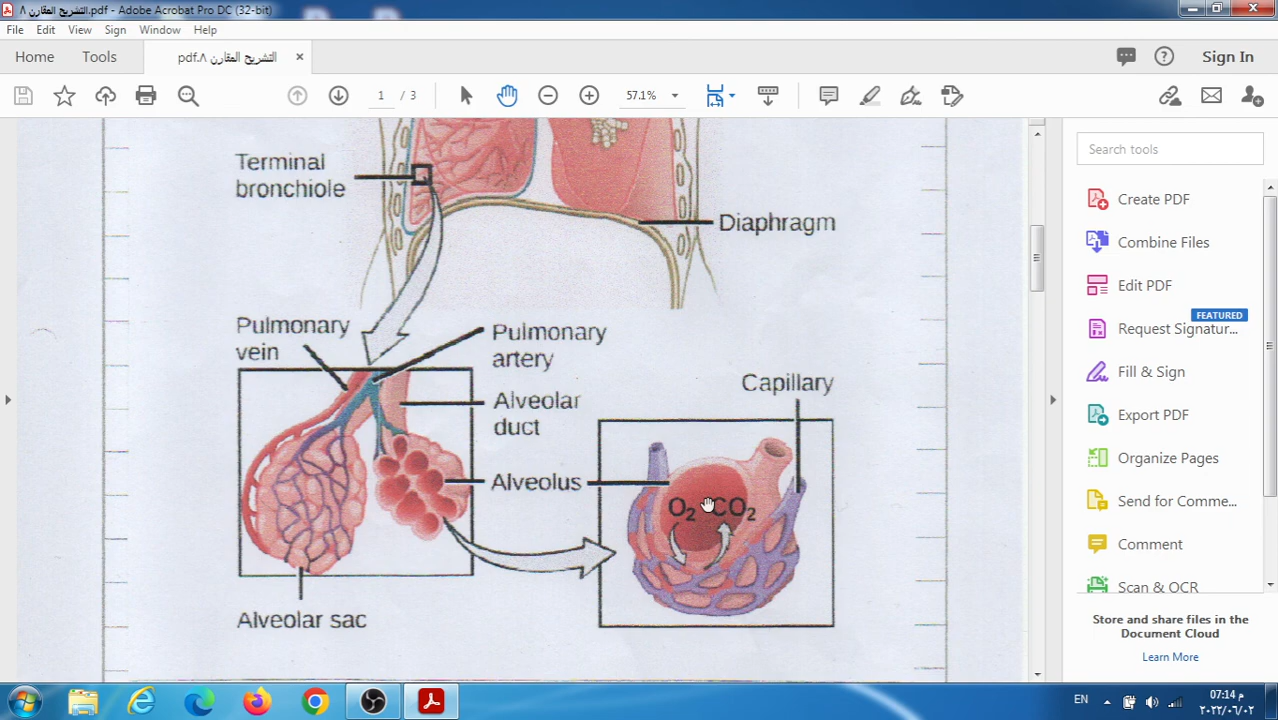 التشريح المقارن ٨.pdf - Adobe Acrobat Pro DC (32-bit)
File Edit View Sign Window Help
Home Tools التشريح المقارن ٨.pdf × Sign In
1 / 3 57.1%
Terminal
bronchiole
Diaphragm
Pulmonary
vein
Pulmonary
artery
Alveolar
duct
Capillary
Alveolus
O2 CO2
Alveolar sac
Search tools
Create PDF
Combine Files
Edit PDF
FEATURED
Request Signatur...
Fill & Sign
Export PDF
Organize Pages
Send for Comme...
Comment
Scan & OCR
Store and share files in the
Document Cloud
Learn More
EN
07:14 م
٢٠٢٢/٠٦/٠٢